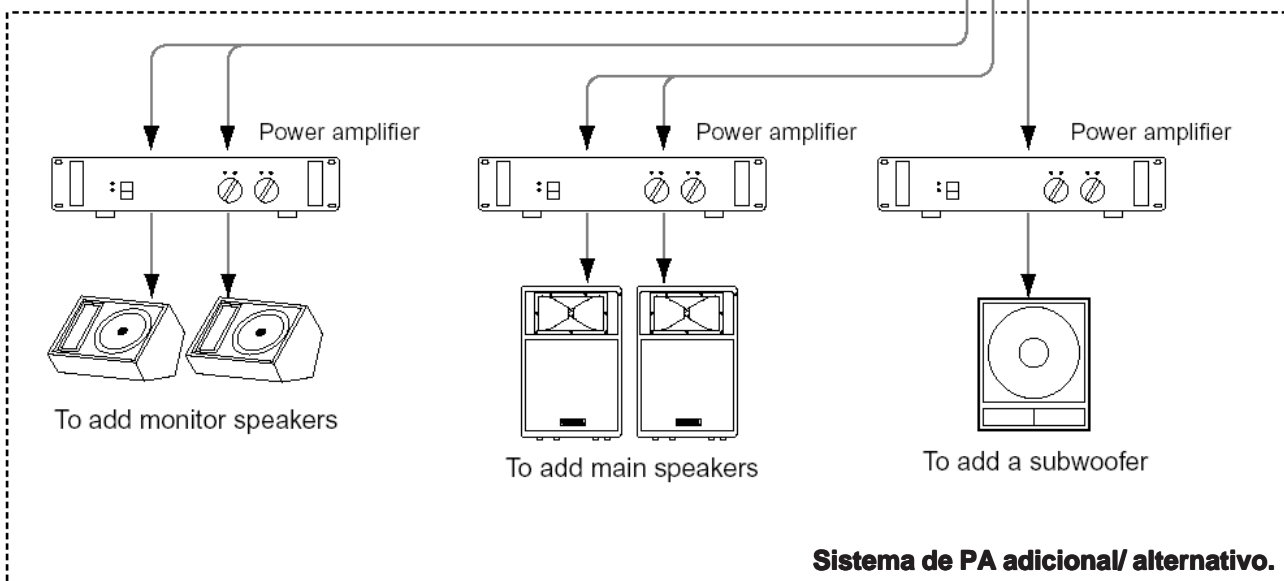 Power amplifier
Power amplifier
Power amplifier
To add monitor speakers
To add main speakers
To add a subwoofer
Sistema de PA adicional/ alternativo.